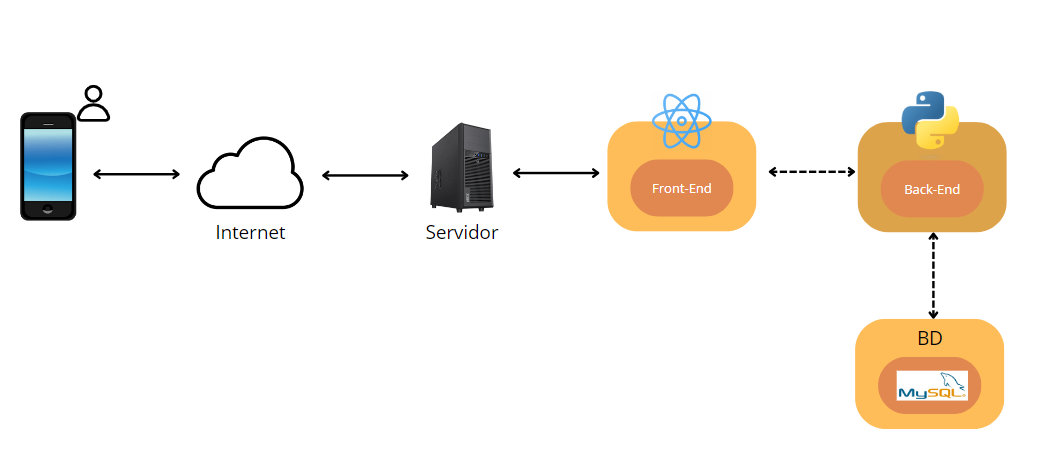 Internet
Servidor
Front-End
Back-End
BD
MySQL